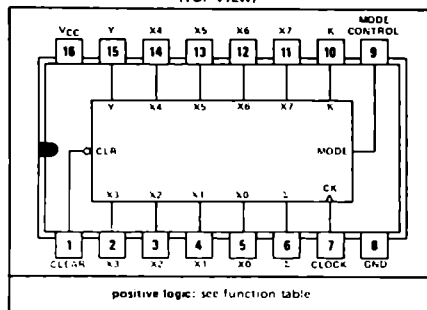 (TOP VIEW)
VCC Y X4 X5 X6 X7 K MODE CONTROL
16 15 14 13 12 11 10 9
Y X4 X5 X6 X7 K
CLR MODE
X3 X2 X1 X0 Σ CK
1 2 3 4 5 6 7 8
CLEAR X3 X2 X1 X0 Σ CLOCK GND
positive logic: see function table